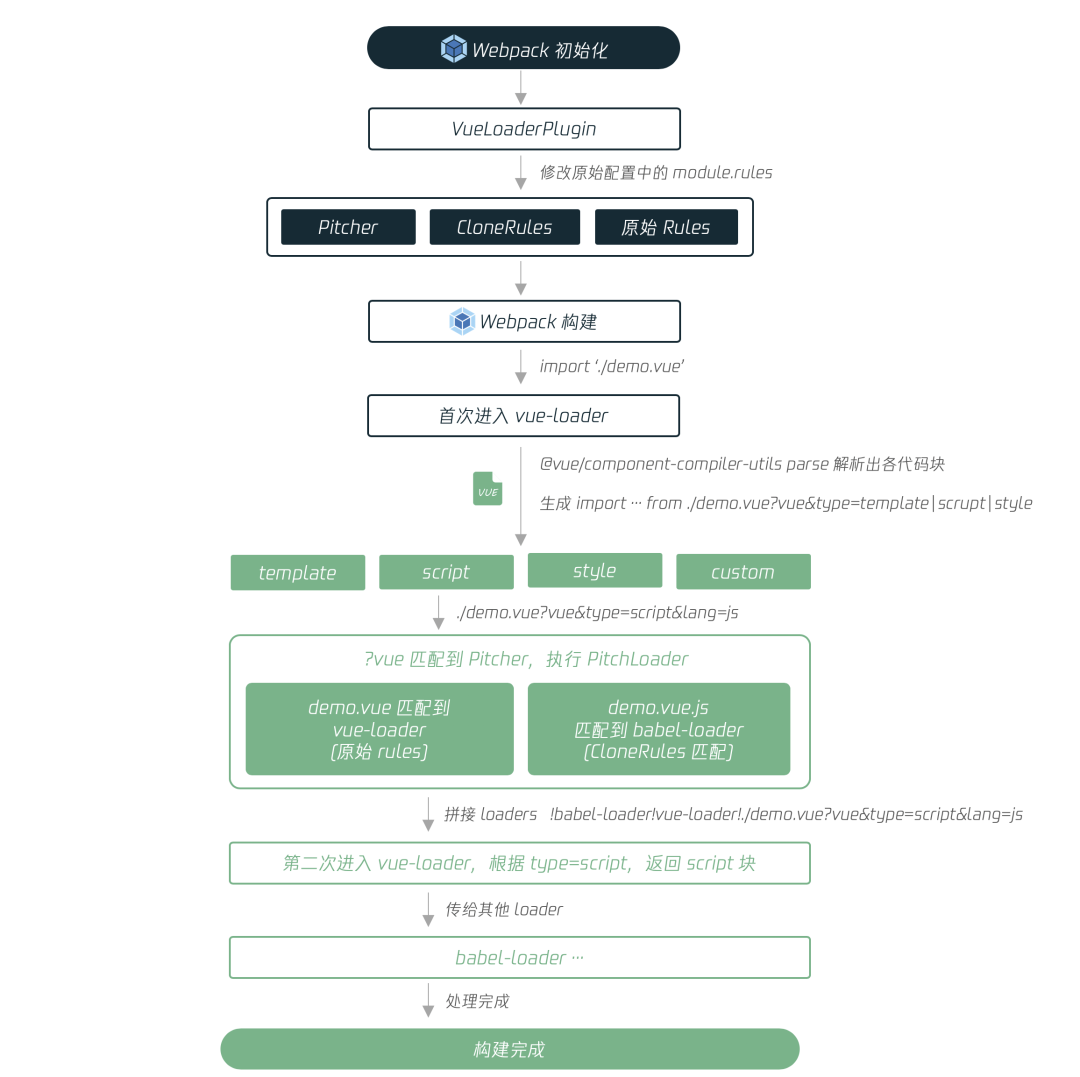 Webpack 初始化
VueLoaderPlugin
修改原始配置中的 module.rules
Pitcher
CloneRules
原始 Rules
Webpack 构建
import ‘./demo.vue’
首次进入 vue-loader
@vue/component-compiler-utils parse 解析出各代码块
VUE
生成 import ··· from ./demo.vue?vue&type=template|scrupt|style
template
script
style
custom
./demo.vue?vue&type=script&lang=js
?vue 匹配到 Pitcher，执行 PitchLoader
demo.vue 匹配到
vue-loader
(原始 rules)
demo.vue.js
匹配到 babel-loader
(CloneRules 匹配)
拼接 loaders !babel-loader!vue-loader!./demo.vue?vue&type=script&lang=js
第二次进入 vue-loader，根据 type=script，返回 script 块
传给其他 loader
babel-loader ···
处理完成
构建完成